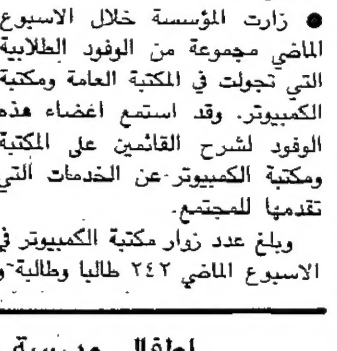 ● زارت المؤسسة خلال الاسبوع
الماضي مجموعة من الوفود الطلابية
التي تجولت في المكتبة العامة ومكتبة
الكمبيوتر. وقد استمع اعضاء هذه
الوفود لشرح القائمين على المكتبة
ومكتبة الكمبيوتر عن الخدمات التي
تقدمها للمجتمع.
وبلغ عدد زوار مكتبة الكمبيوتر في
الاسبوع الماضي ٢٤٢ طالبا وطالبة و
اطفال مدرسة